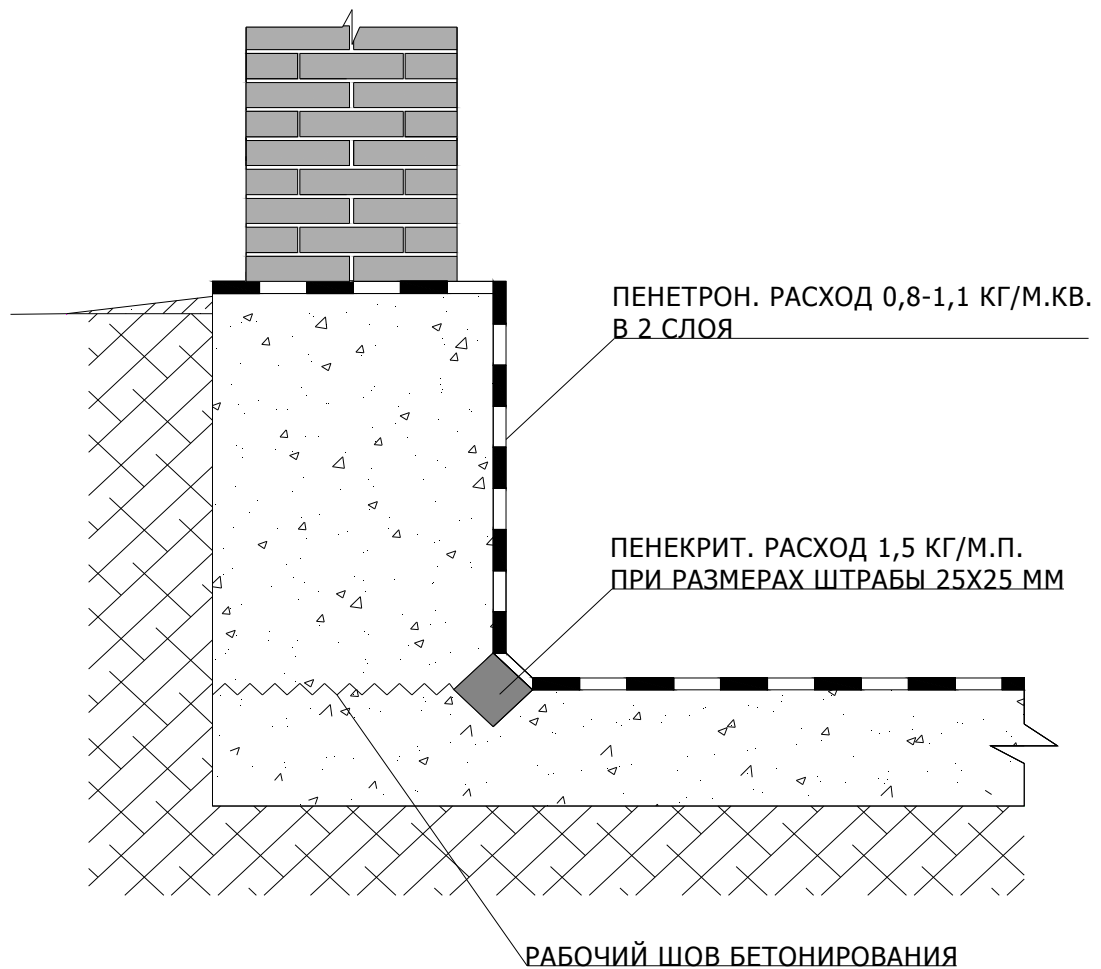 ПЕНЕТРОН. РАСХОД 0,8-1,1 КГ/М.КВ.
В 2 СЛОЯ
ПЕНЕКРИТ. РАСХОД 1,5 КГ/М.П.
ПРИ РАЗМЕРАХ ШТРАБЫ 25Х25 ММ
РАБОЧИЙ ШОВ БЕТОНИРОВАНИЯ